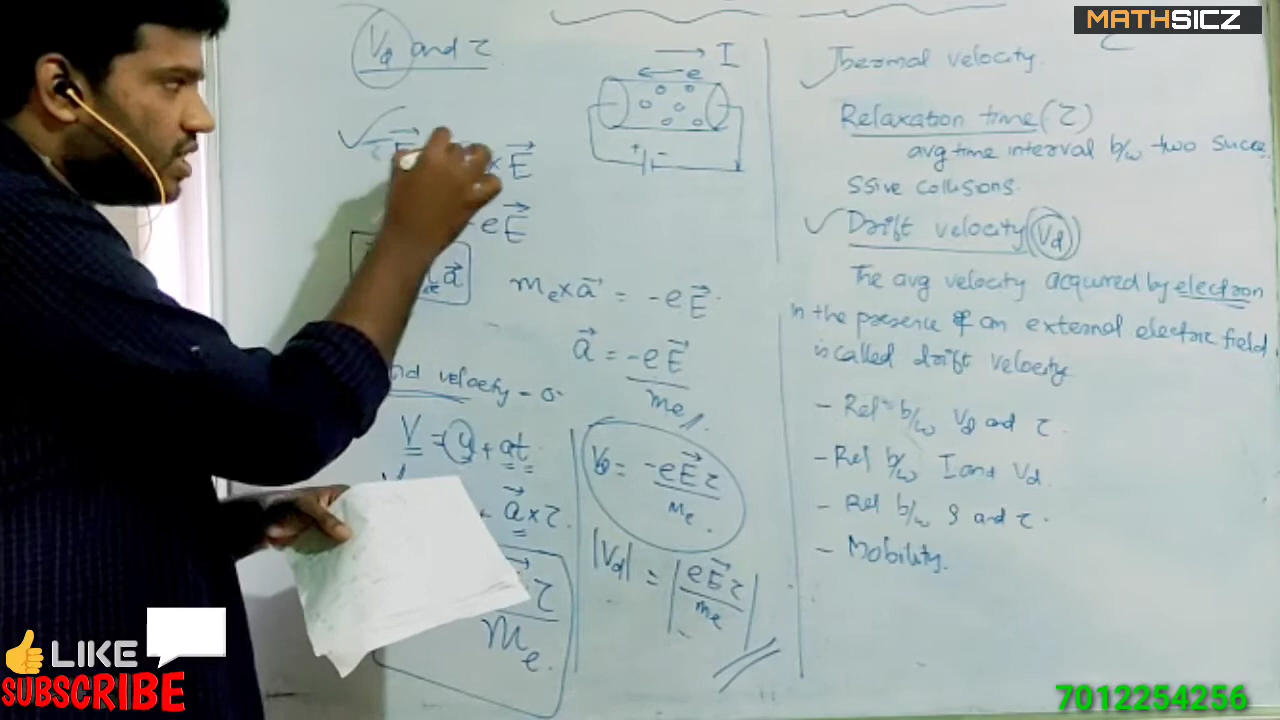 MATHSICZ
Vd and τ
→ I
← e
+ -
E
× E
-eE
a
me × a = -eE
a = -eE
me
velocity = 0
V = u + at
a × τ
τ
me
Vd = -eEτ
me
|Vd| = |eEτ
me|
Thermal velocity
Relaxation time (τ)
avg time interval b/w two succe
ssive collisions.
Drift velocity (Vd)
The avg velocity acquired by electron
in the presence of an external electric field
is called drift velocity
- Rel b/w Vd and τ
- Rel b/w I and Vd
- Rel b/w ρ and τ
- Mobility.
LIKE
SUBSCRIBE
7012254256